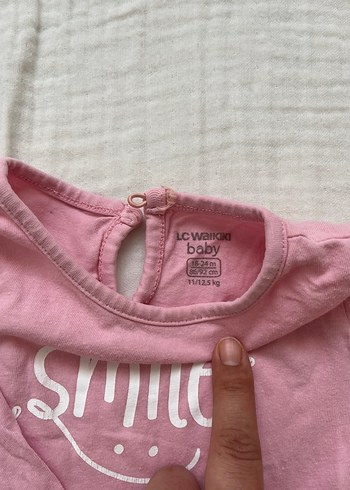 LC WAIKIKI
baby
18-24 m
86/92 cm
11/12,5 kg
smile